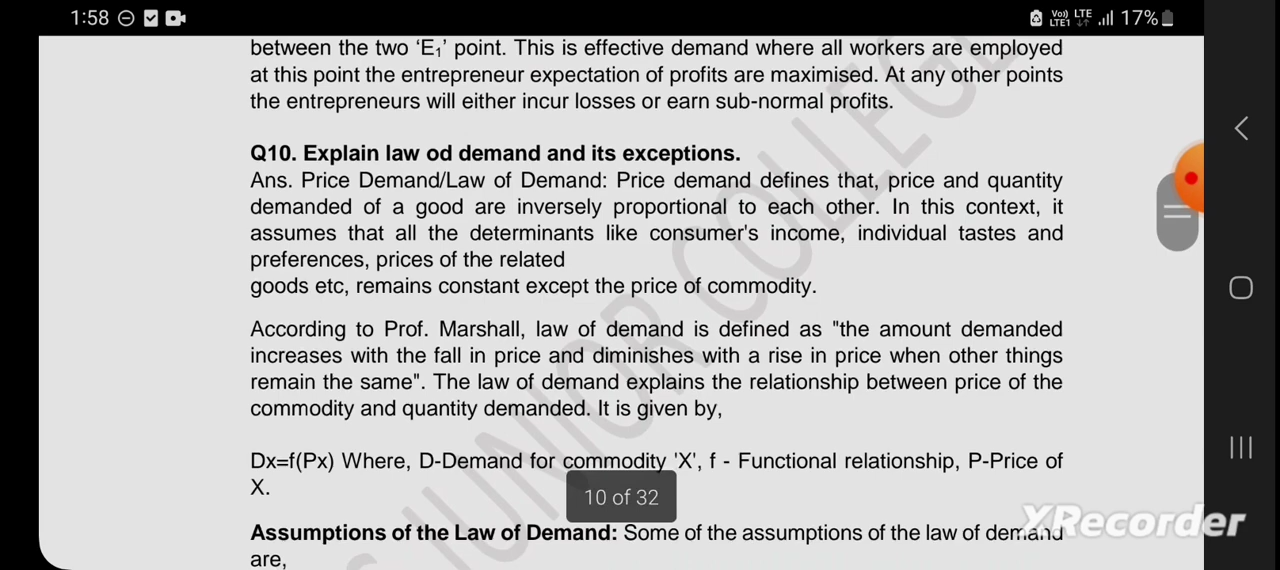 1:58
Vo)) LTE
LTE1
17%
between the two ‘E₁’ point. This is effective demand where all workers are employed
at this point the entrepreneur expectation of profits are maximised. At any other points
the entrepreneurs will either incur losses or earn sub-normal profits.
Q10. Explain law od demand and its exceptions.
Ans. Price Demand/Law of Demand: Price demand defines that, price and quantity
demanded of a good are inversely proportional to each other. In this context, it
assumes that all the determinants like consumer's income, individual tastes and
preferences, prices of the related
goods etc, remains constant except the price of commodity.
According to Prof. Marshall, law of demand is defined as "the amount demanded
increases with the fall in price and diminishes with a rise in price when other things
remain the same". The law of demand explains the relationship between price of the
commodity and quantity demanded. It is given by,
Dx=f(Px) Where, D-Demand for commodity 'X', f - Functional relationship, P-Price of
X.
10 of 32
Assumptions of the Law of Demand: Some of the assumptions of the law of demand
are,
XRecorder
JUNIOR COLLEGE